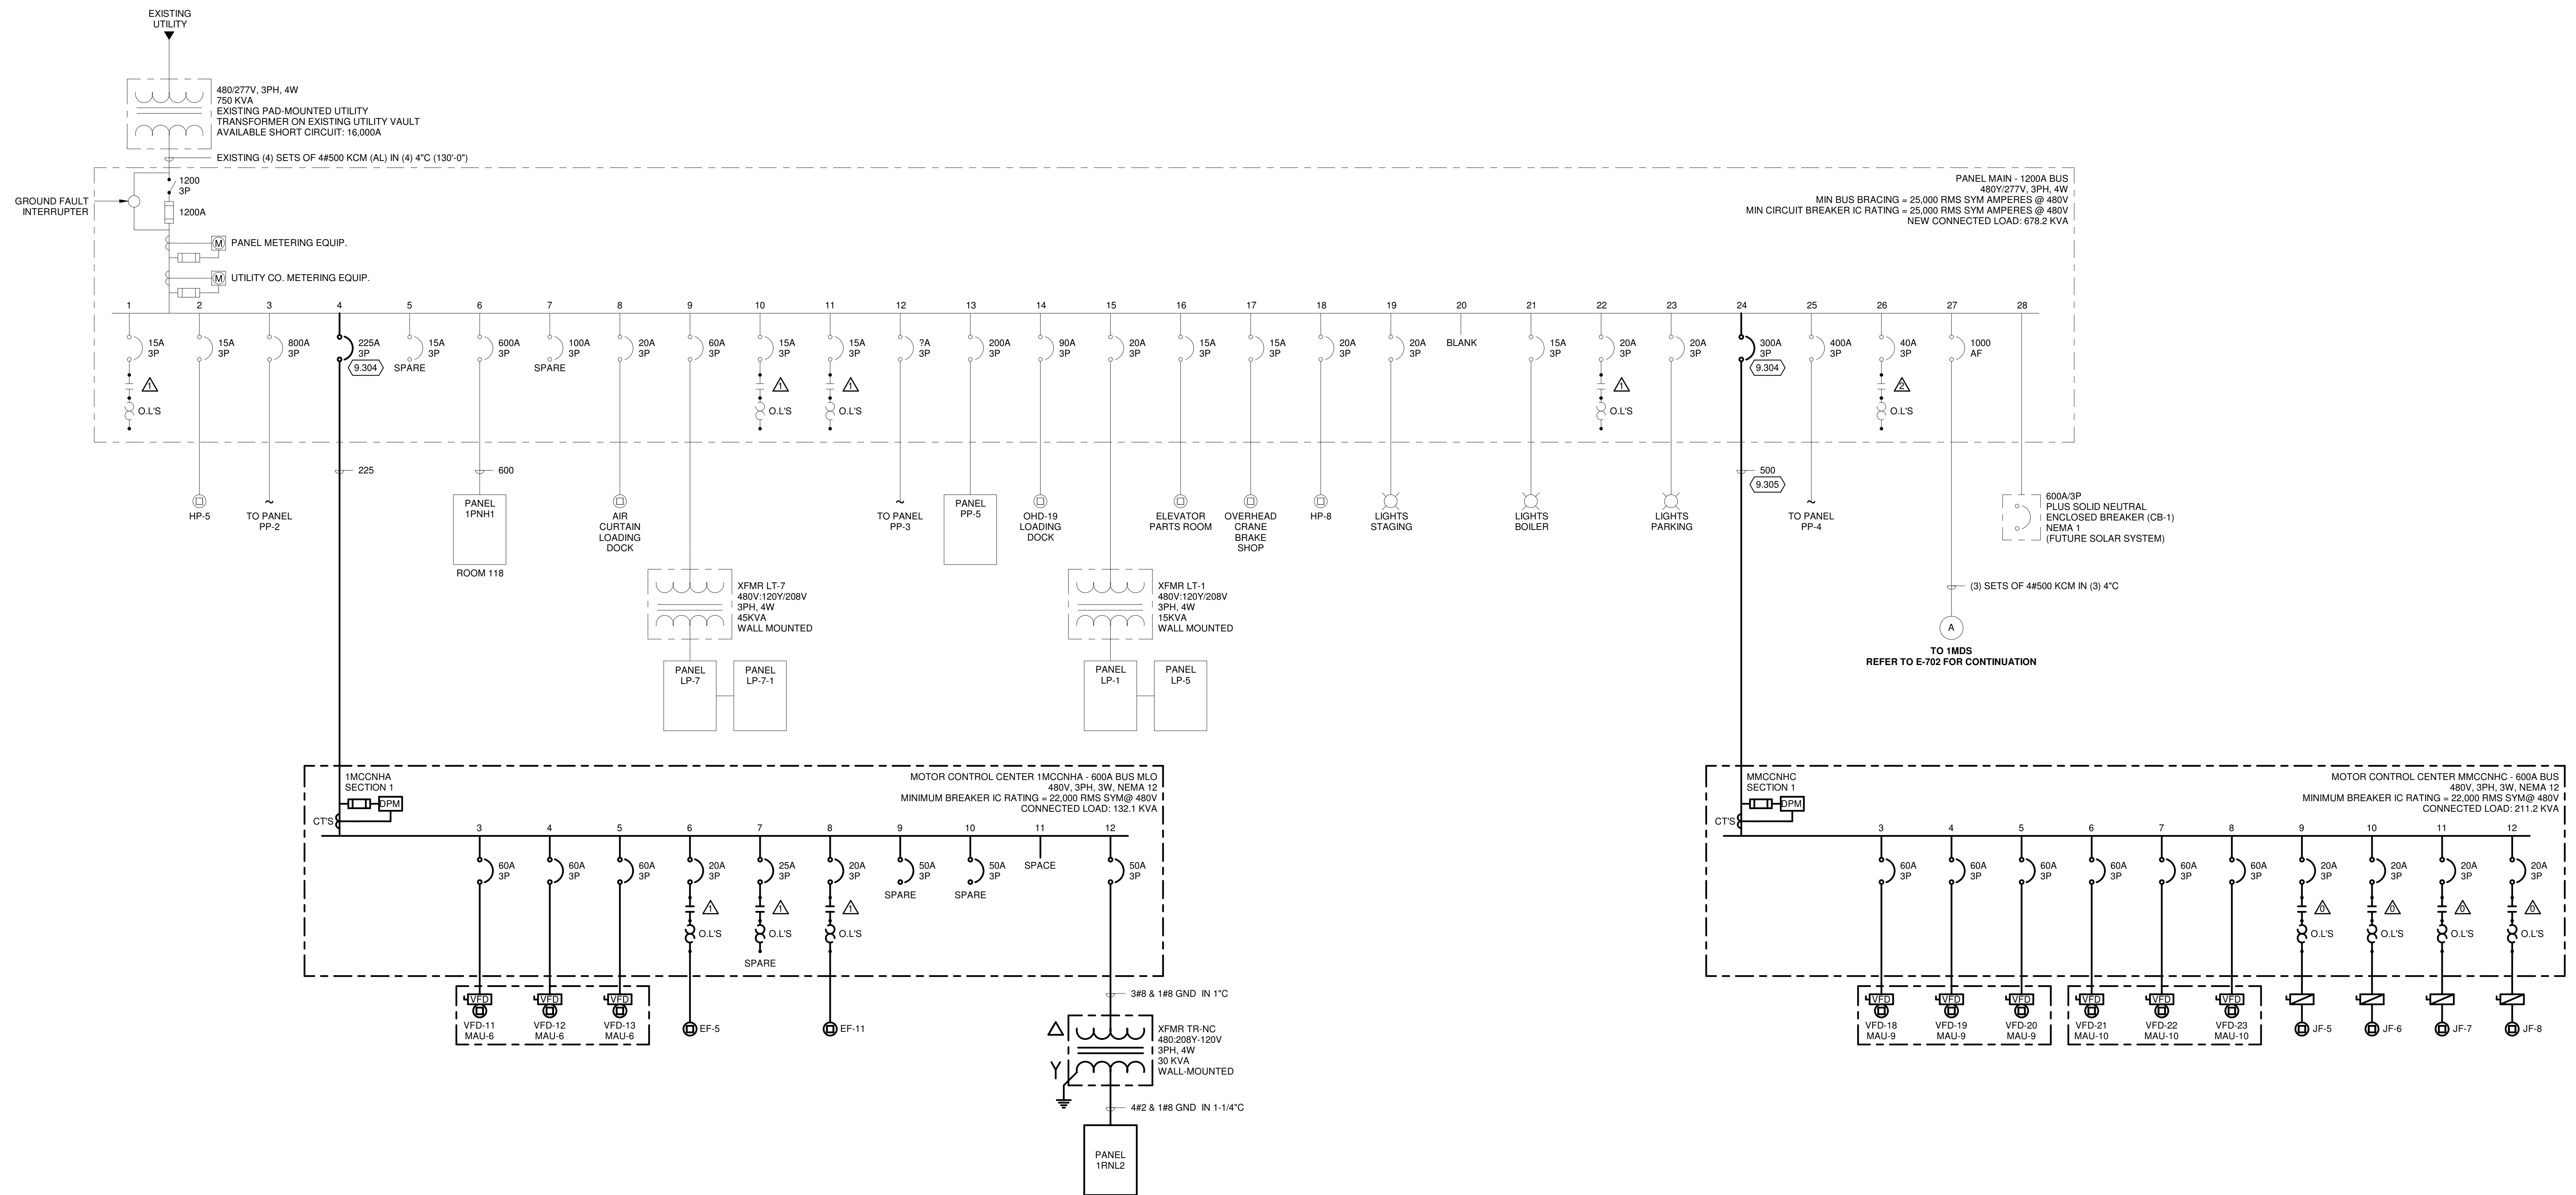 EXISTING
UTILITY
480/277V, 3PH, 4W
750 KVA
EXISTING PAD-MOUNTED UTILITY
TRANSFORMER ON EXISTING UTILITY VAULT
AVAILABLE SHORT CIRCUIT: 16,000A
EXISTING (4) SETS OF 4#500 KCM (AL) IN (4) 4"C (130'-0")
GROUND FAULT
INTERRUPTER
1200
3P
1200A
M
PANEL METERING EQUIP.
M
UTILITY CO. METERING EQUIP.
PANEL MAIN - 1200A BUS
480Y/277V, 3PH, 4W
MIN BUS BRACING = 25,000 RMS SYM AMPERES @ 480V
MIN CIRCUIT BREAKER IC RATING = 25,000 RMS SYM AMPERES @ 480V
NEW CONNECTED LOAD: 678.2 KVA
1
15A
3P
1
O.L'S
2
15A
3P
HP-5
3
800A
3P
~
TO PANEL
PP-2
4
225A
3P
9.304
225
5
15A
3P
SPARE
6
600A
3P
600
PANEL
1PNH1
ROOM 118
7
100A
3P
SPARE
8
20A
3P
AIR
CURTAIN
LOADING
DOCK
9
60A
3P
XFMR LT-7
480V:120Y/208V
3PH, 4W
45KVA
WALL MOUNTED
PANEL
LP-7
PANEL
LP-7-1
10
15A
3P
1
O.L'S
11
15A
3P
1
O.L'S
12
?A
3P
~
TO PANEL
PP-3
13
200A
3P
PANEL
PP-5
14
90A
3P
OHD-19
LOADING
DOCK
15
20A
3P
XFMR LT-1
480V:120Y/208V
3PH, 4W
15KVA
WALL MOUNTED
PANEL
LP-1
PANEL
LP-5
16
15A
3P
ELEVATOR
PARTS ROOM
17
15A
3P
OVERHEAD
CRANE
BRAKE
SHOP
18
20A
3P
HP-8
19
20A
3P
LIGHTS
STAGING
20
BLANK
21
15A
3P
LIGHTS
BOILER
22
20A
3P
1
O.L'S
23
20A
3P
LIGHTS
PARKING
24
300A
3P
9.304
500
9.305
25
400A
3P
~
TO PANEL
PP-4
26
40A
3P
2
O.L'S
27
1000
AF
(3) SETS OF 4#500 KCM IN (3) 4"C
A
TO 1MDS
REFER TO E-702 FOR CONTINUATION
28
600A/3P
PLUS SOLID NEUTRAL
ENCLOSED BREAKER (CB-1)
NEMA 1
(FUTURE SOLAR SYSTEM)
1MCCNHA
SECTION 1
DPM
CT'S
MOTOR CONTROL CENTER 1MCCNHA - 600A BUS MLO
480V, 3PH, 3W, NEMA 12
MINIMUM BREAKER IC RATING = 22,000 RMS SYM@ 480V
CONNECTED LOAD: 132.1 KVA
3
60A
3P
VFD
VFD-11
MAU-6
4
60A
3P
VFD
VFD-12
MAU-6
5
60A
3P
VFD
VFD-13
MAU-6
6
20A
3P
1
O.L'S
EF-5
7
25A
3P
1
O.L'S
SPARE
8
20A
3P
1
O.L'S
EF-11
9
50A
3P
SPARE
10
50A
3P
SPARE
11
SPACE
12
50A
3P
3#8 & 1#8 GND IN 1"C
XFMR TR-NC
480:208Y-120V
3PH, 4W
30 KVA
WALL-MOUNTED
4#2 & 1#8 GND IN 1-1/4"C
PANEL
1RNL2
MMCCNHC
SECTION 1
DPM
CT'S
MOTOR CONTROL CENTER MMCCNHC - 600A BUS
480V, 3PH, 3W, NEMA 12
MINIMUM BREAKER IC RATING = 22,000 RMS SYM@ 480V
CONNECTED LOAD: 211.2 KVA
3
60A
3P
VFD
VFD-18
MAU-9
4
60A
3P
VFD
VFD-19
MAU-9
5
60A
3P
VFD
VFD-20
MAU-9
6
60A
3P
VFD
VFD-21
MAU-10
7
60A
3P
VFD
VFD-22
MAU-10
8
60A
3P
VFD
VFD-23
MAU-10
9
20A
3P
0
O.L'S
JF-5
10
20A
3P
0
O.L'S
JF-6
11
20A
3P
0
O.L'S
JF-7
12
20A
3P
0
O.L'S
JF-8